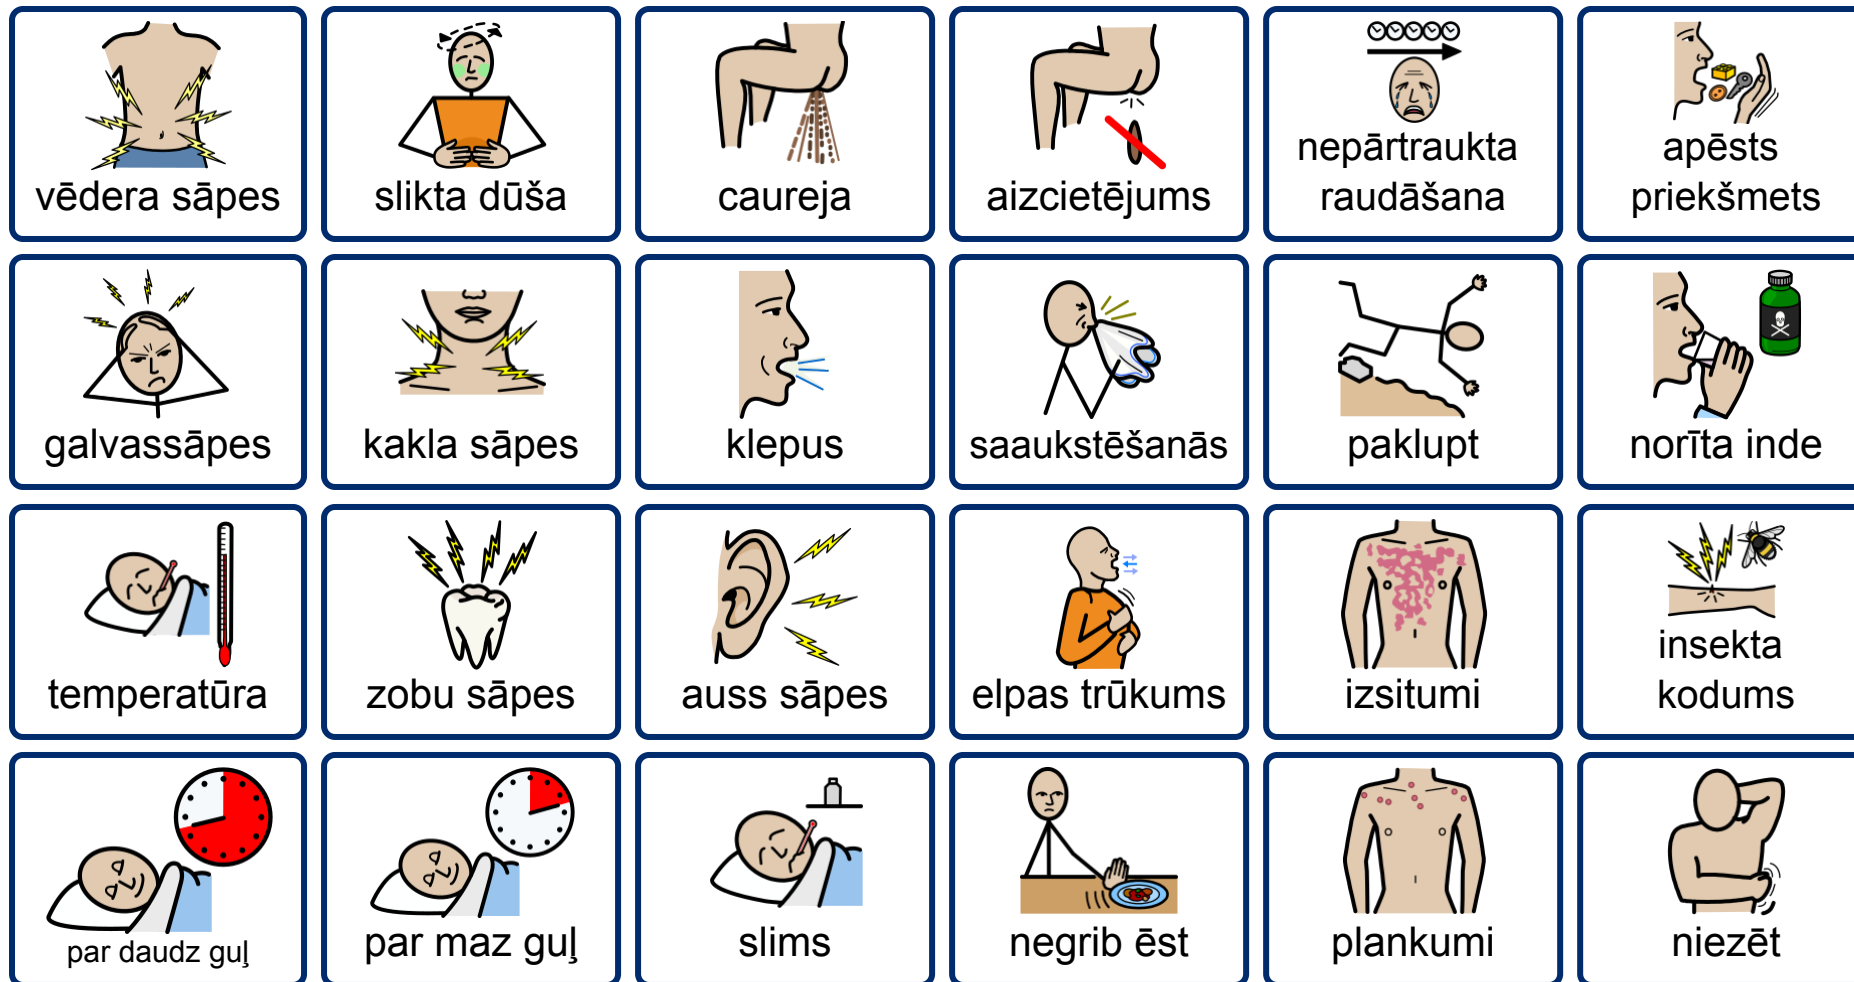 vēdera sāpes
slikta dūša
caureja
aizcietējums
nepārtraukta
raudāšana
apēsts
priekšmets
galvassāpes
kakla sāpes
klepus
saaukstēšanās
paklupt
norīta inde
temperatūra
zobu sāpes
auss sāpes
elpas trūkums
izsitumi
insekta
kodums
par daudz guļ
par maz guļ
slims
negrib ēst
plankumi
niezēt